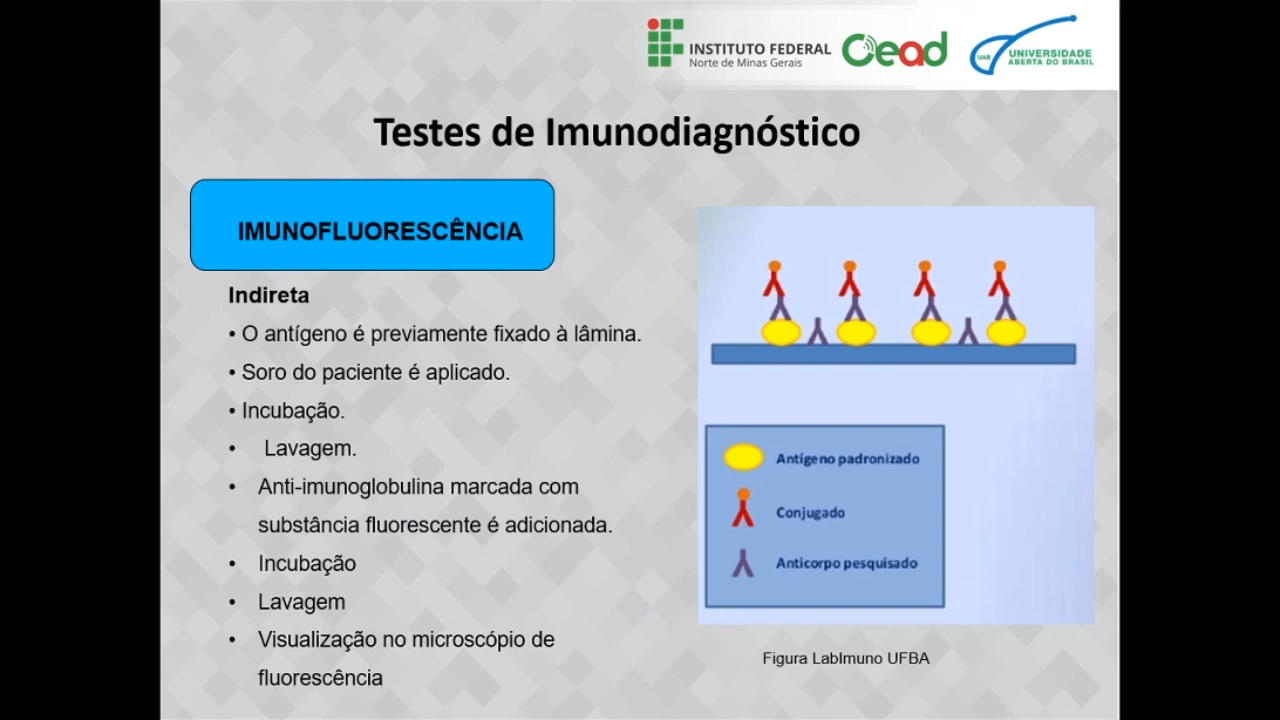 INSTITUTO FEDERAL
Norte de Minas Gerais
Cead
UAB
UNIVERSIDADE
ABERTA DO BRASIL
Testes de Imunodiagnóstico
IMUNOFLUORESCÊNCIA
Indireta
• O antígeno é previamente fixado à lâmina.
• Soro do paciente é aplicado.
• Incubação.
• Lavagem.
• Anti-imunoglobulina marcada com
substância fluorescente é adicionada.
• Incubação
• Lavagem
• Visualização no microscópio de
fluorescência
Antígeno padronizado
Conjugado
Anticorpo pesquisado
Figura LabImuno UFBA